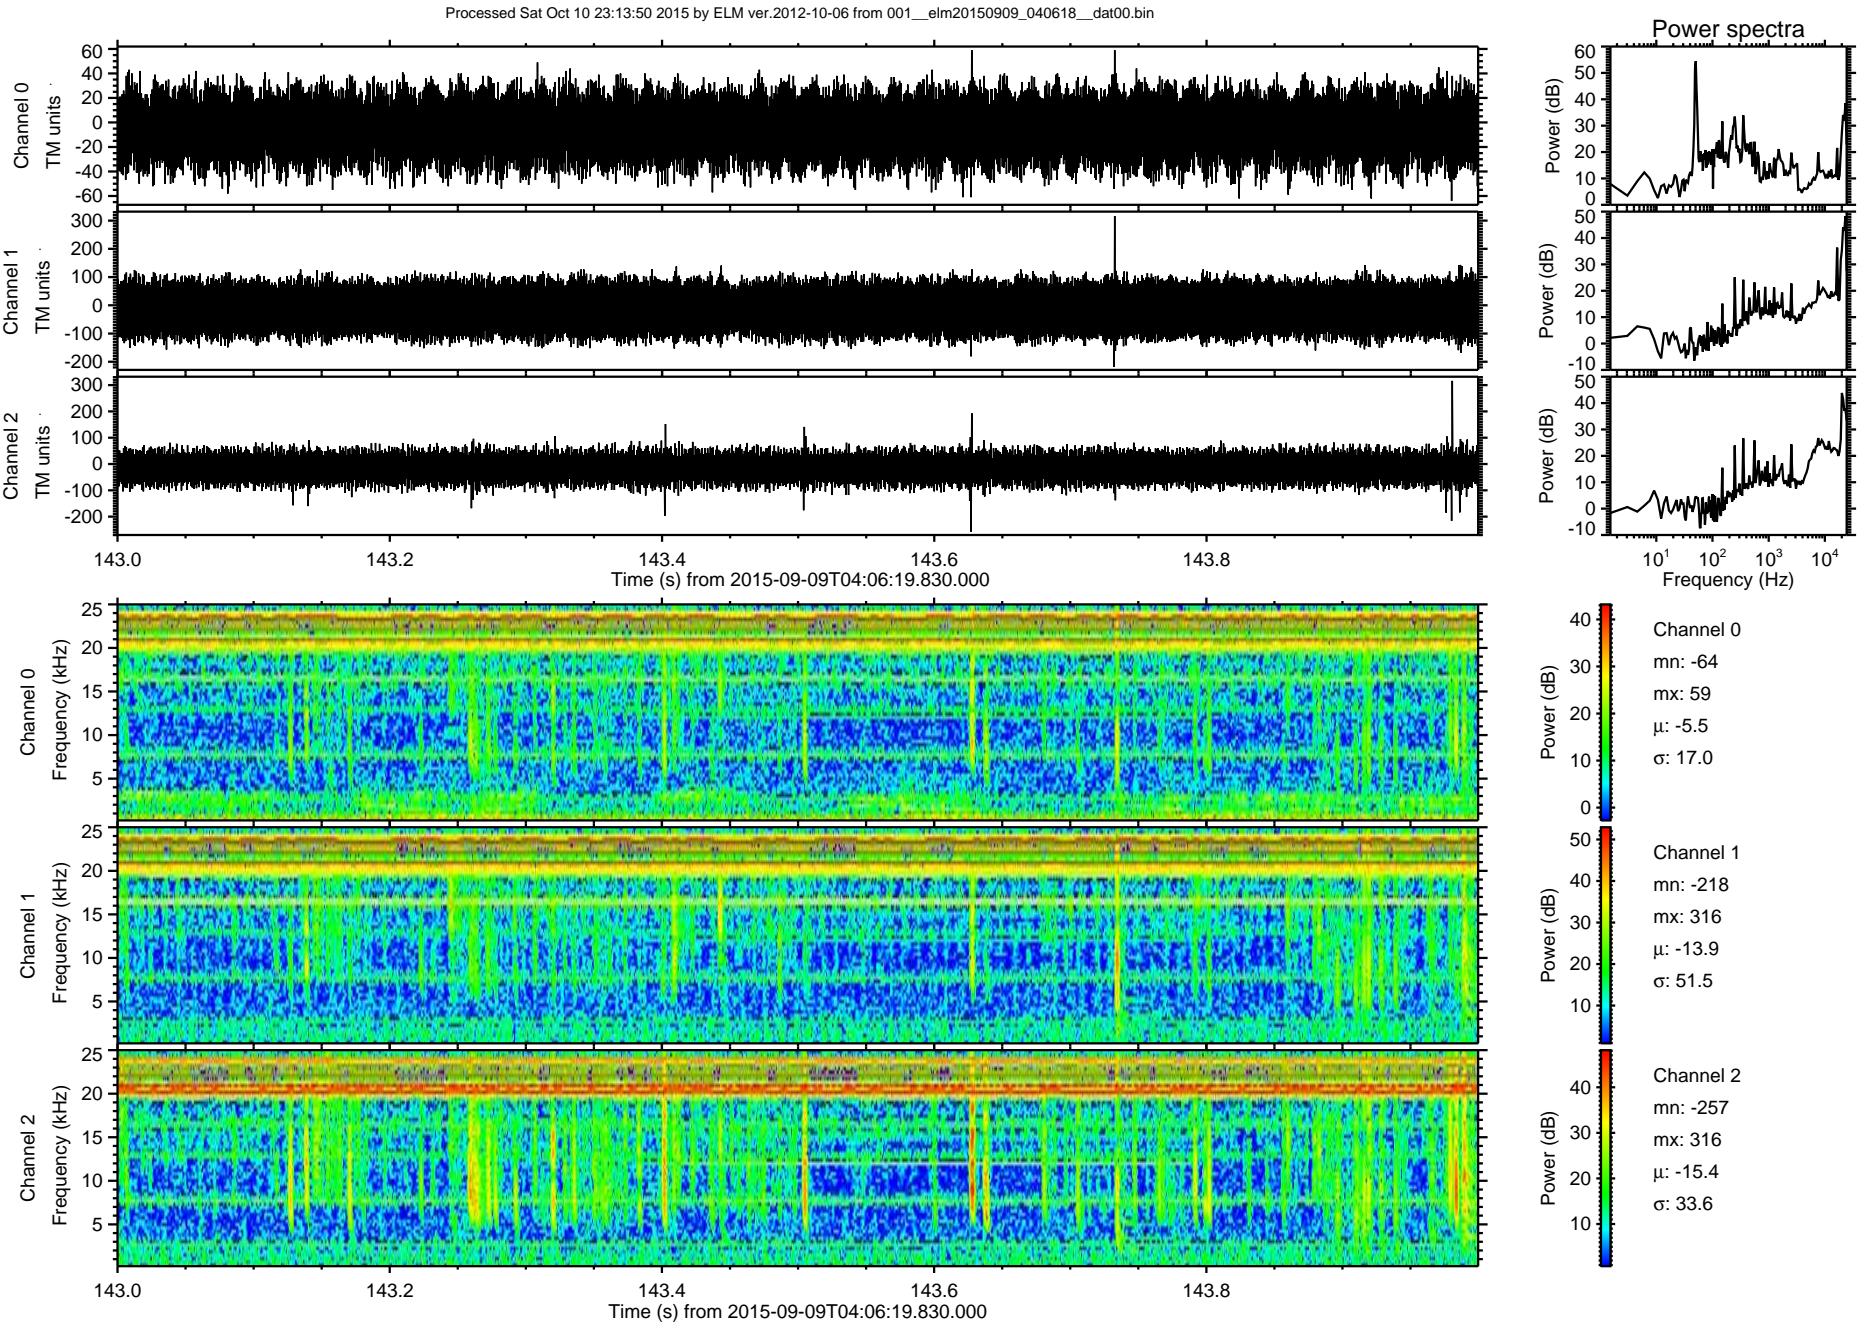 Processed Sat Oct 10 23:13:50 2015 by ELM ver.2012-10-06 from 001__elm20150909_040618__dat00.bin
Power spectra
Channel 0
TM units
60
40
20
0
-20
-40
-60
Power (dB)
60
50
40
30
20
10
0
Channel 1
TM units
300
200
100
0
-100
-200
Power (dB)
50
40
30
20
10
0
-10
Channel 2
TM units
300
200
100
0
-100
-200
Power (dB)
50
40
30
20
10
0
-10
143.0 143.2 143.4 143.6 143.8
Time (s) from 2015-09-09T04:06:19.830.000
10^1 10^2 10^3 10^4
Frequency (Hz)
Channel 0
Frequency (kHz)
25
20
15
10
5
Power (dB)
40
30
20
10
0
Channel 0
mn: -64
mx: 59
μ: -5.5
σ: 17.0
Channel 1
Frequency (kHz)
25
20
15
10
5
Power (dB)
50
40
30
20
10
Channel 1
mn: -218
mx: 316
μ: -13.9
σ: 51.5
Channel 2
Frequency (kHz)
25
20
15
10
5
Power (dB)
40
30
20
10
Channel 2
mn: -257
mx: 316
μ: -15.4
σ: 33.6
143.0 143.2 143.4 143.6 143.8
Time (s) from 2015-09-09T04:06:19.830.000